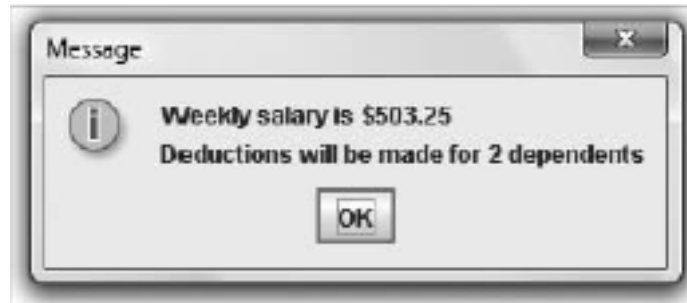 Message
Weekly salary is $503.25
Deductions will be made for 2 dependents
OK